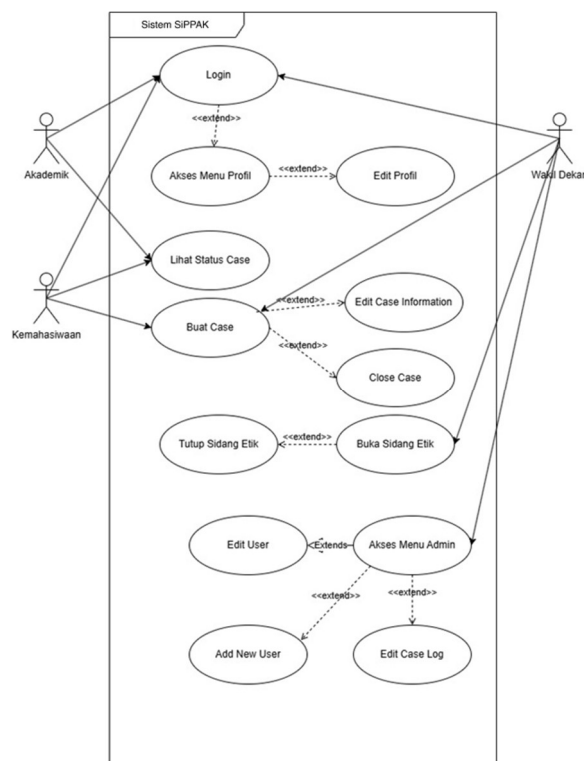 Sistem SiPPAK
Login
<<extend>>
Akademik
Wakil Dekan
Akses Menu Profil
<<extend>>
Edit Profil
Lihat Status Case
Kemahasiwaan
Buat Case
<<extend>>
Edit Case Information
<<extend>>
Close Case
Tutup Sidang Etik
<<extend>>
Buka Sidang Etik
Edit User
Extends
Akses Menu Admin
<<extend>>
<<extend>>
Add New User
Edit Case Log